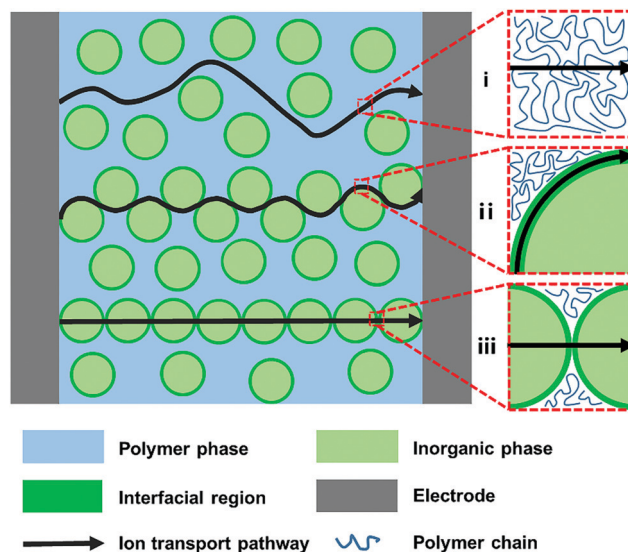 i
ii
iii
Polymer phase
Inorganic phase
Interfacial region
Electrode
Ion transport pathway
Polymer chain